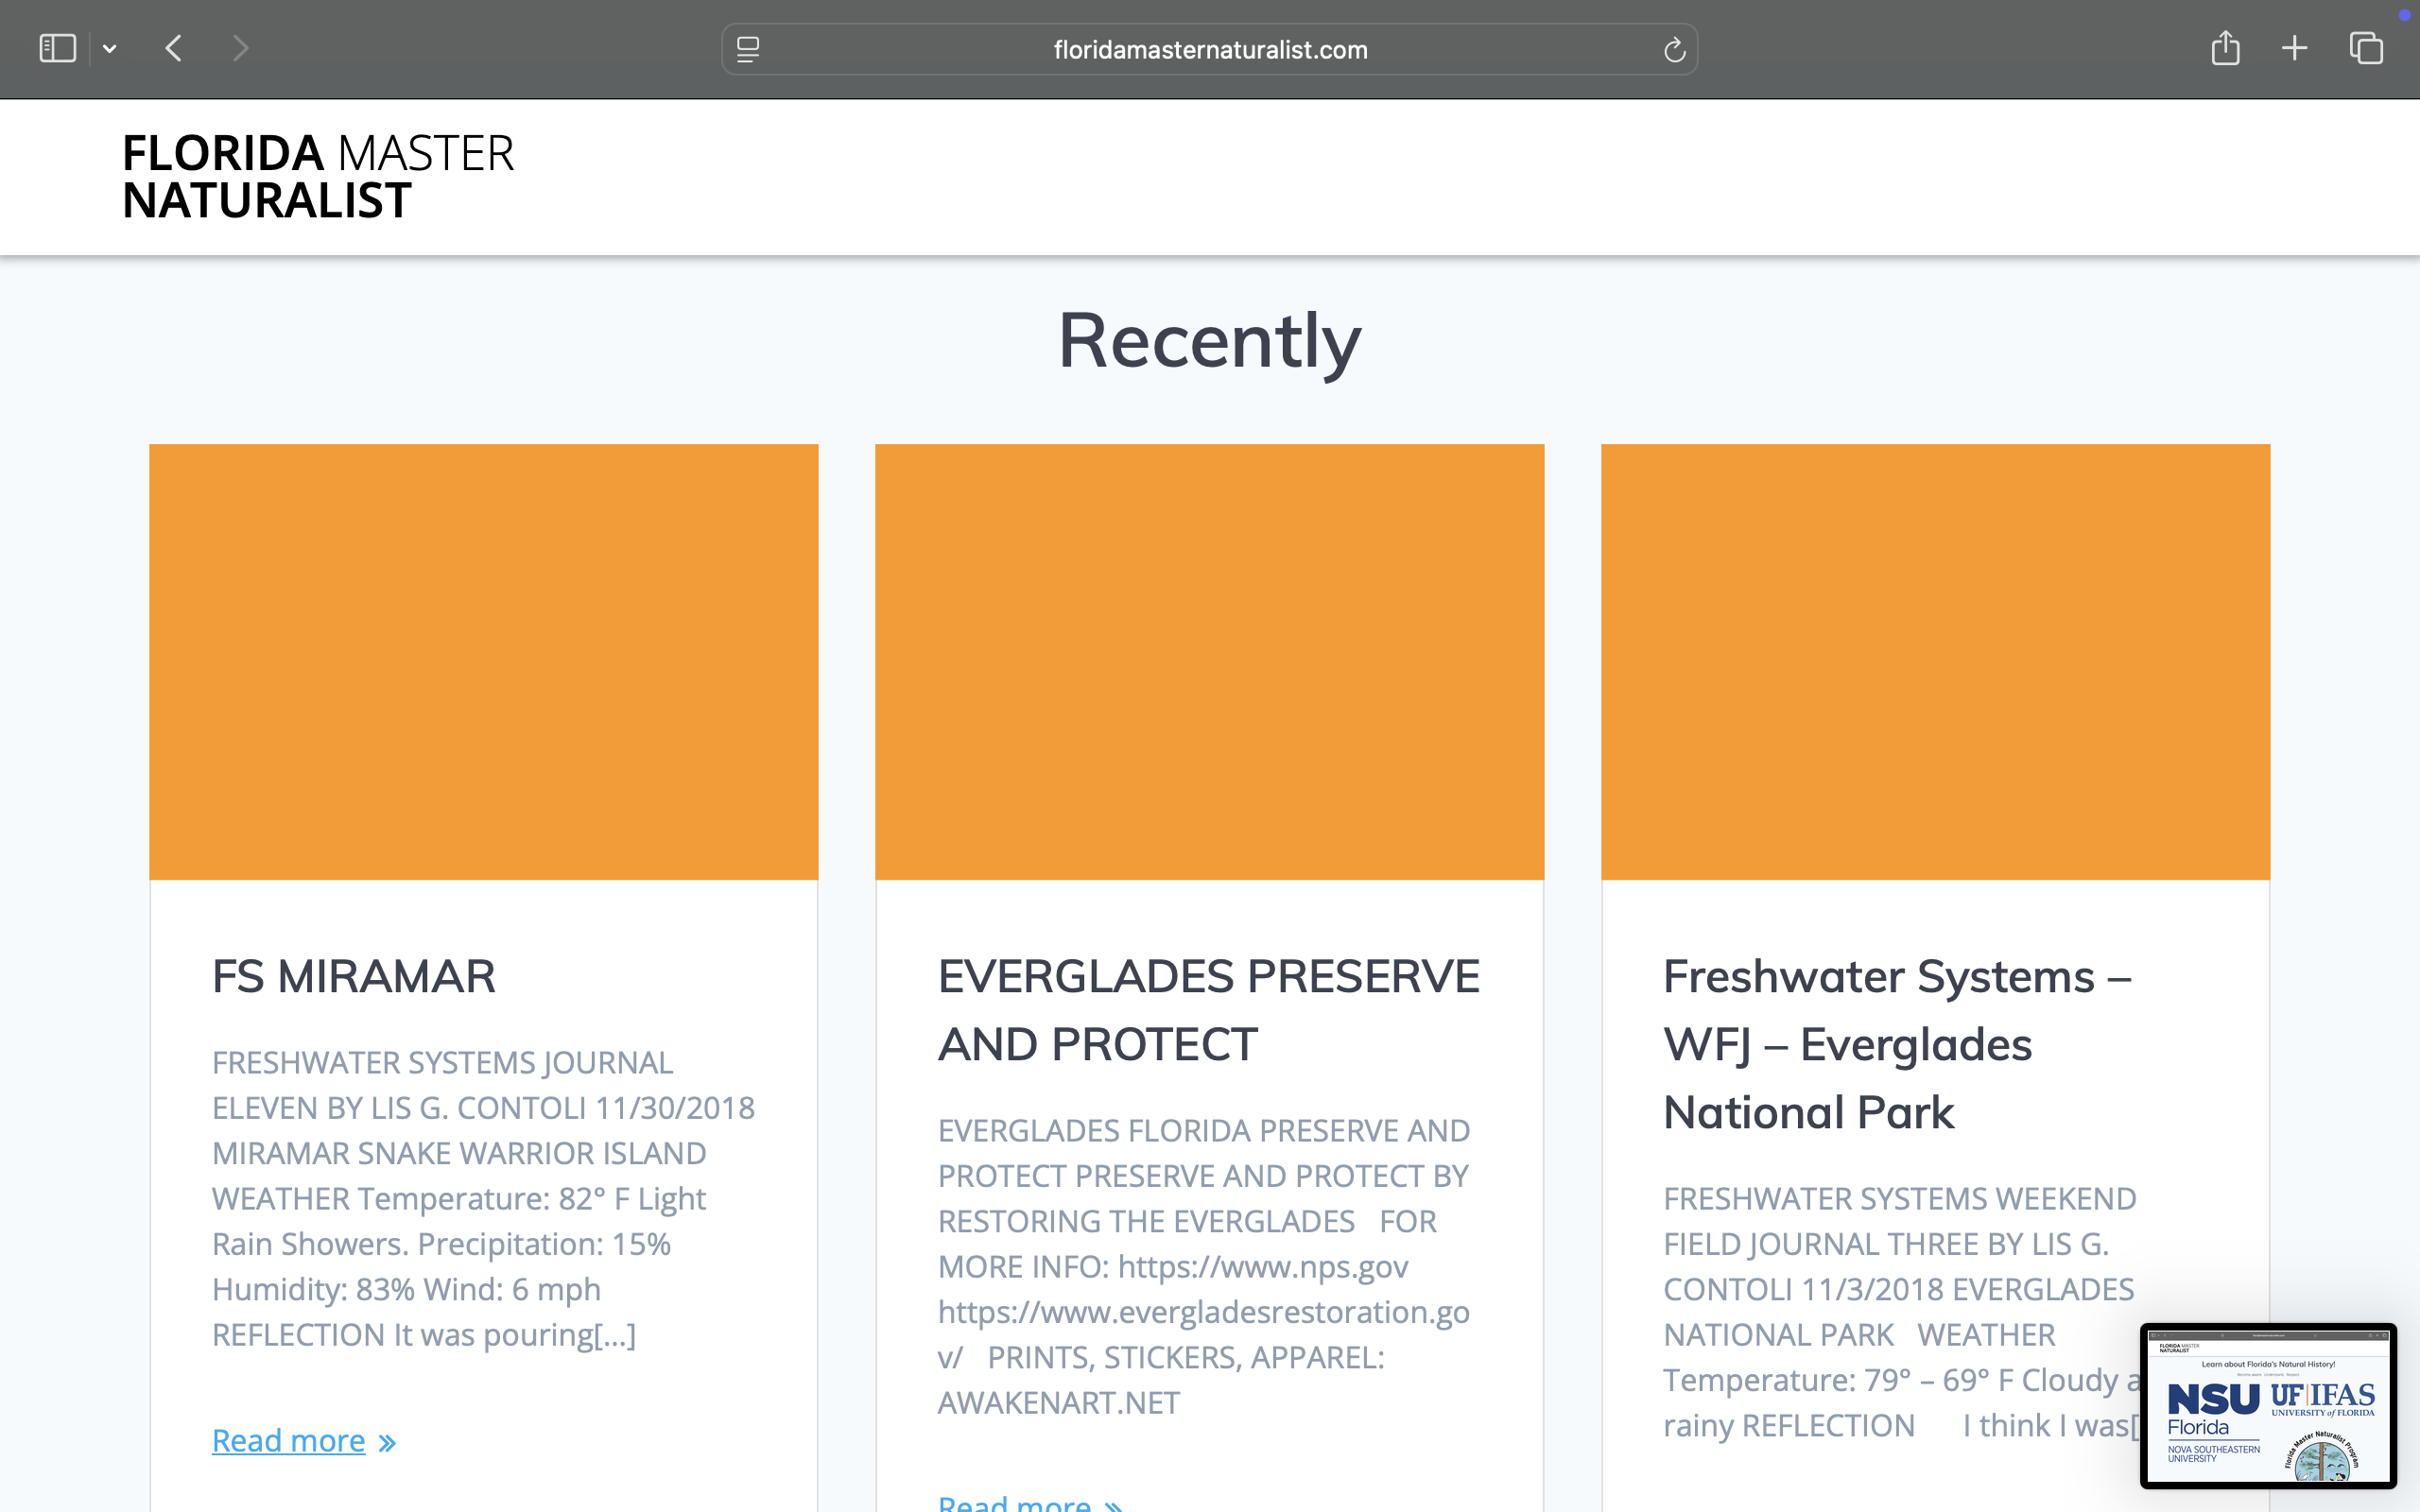 floridamasternaturalist.com
FLORIDA MASTER
NATURALIST
Recently
FS MIRAMAR
FRESHWATER SYSTEMS JOURNAL
ELEVEN BY LIS G. CONTOLI 11/30/2018
MIRAMAR SNAKE WARRIOR ISLAND
WEATHER Temperature: 82° F Light
Rain Showers. Precipitation: 15%
Humidity: 83% Wind: 6 mph
REFLECTION It was pouring[...]
Read more »
EVERGLADES PRESERVE
AND PROTECT
EVERGLADES FLORIDA PRESERVE AND
PROTECT PRESERVE AND PROTECT BY
RESTORING THE EVERGLADES FOR
MORE INFO: https://www.nps.gov
https://www.evergladesrestoration.go
v/ PRINTS, STICKERS, APPAREL:
AWAKENART.NET
Read more »
Freshwater Systems –
WFJ – Everglades
National Park
FRESHWATER SYSTEMS WEEKEND
FIELD JOURNAL THREE BY LIS G.
CONTOLI 11/3/2018 EVERGLADES
NATIONAL PARK WEATHER
Temperature: 79° – 69° F Cloudy a
rainy REFLECTION I think I was[
FLORIDA MASTER
NATURALIST
Learn about Florida's Natural History!
NSU
Florida
NOVA SOUTHEASTERN
UNIVERSITY
UF|IFAS
UNIVERSITY of FLORIDA
Florida Master Naturalist Program